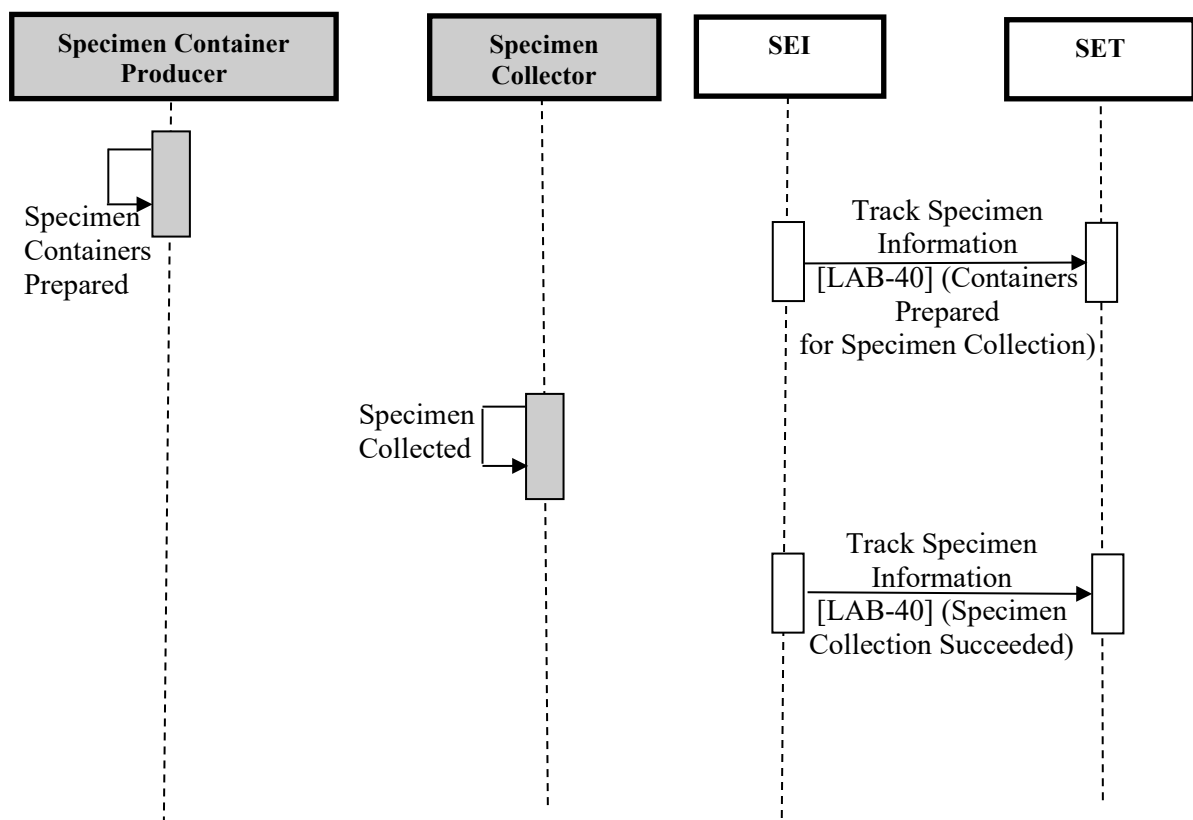 Specimen Container
Producer
Specimen
Collector
SEI
SET
Specimen
Containers
Prepared
Track Specimen
Information
[LAB-40] (Containers
Prepared
for Specimen Collection)
Specimen
Collected
Track Specimen
Information
[LAB-40] (Specimen
Collection Succeeded)